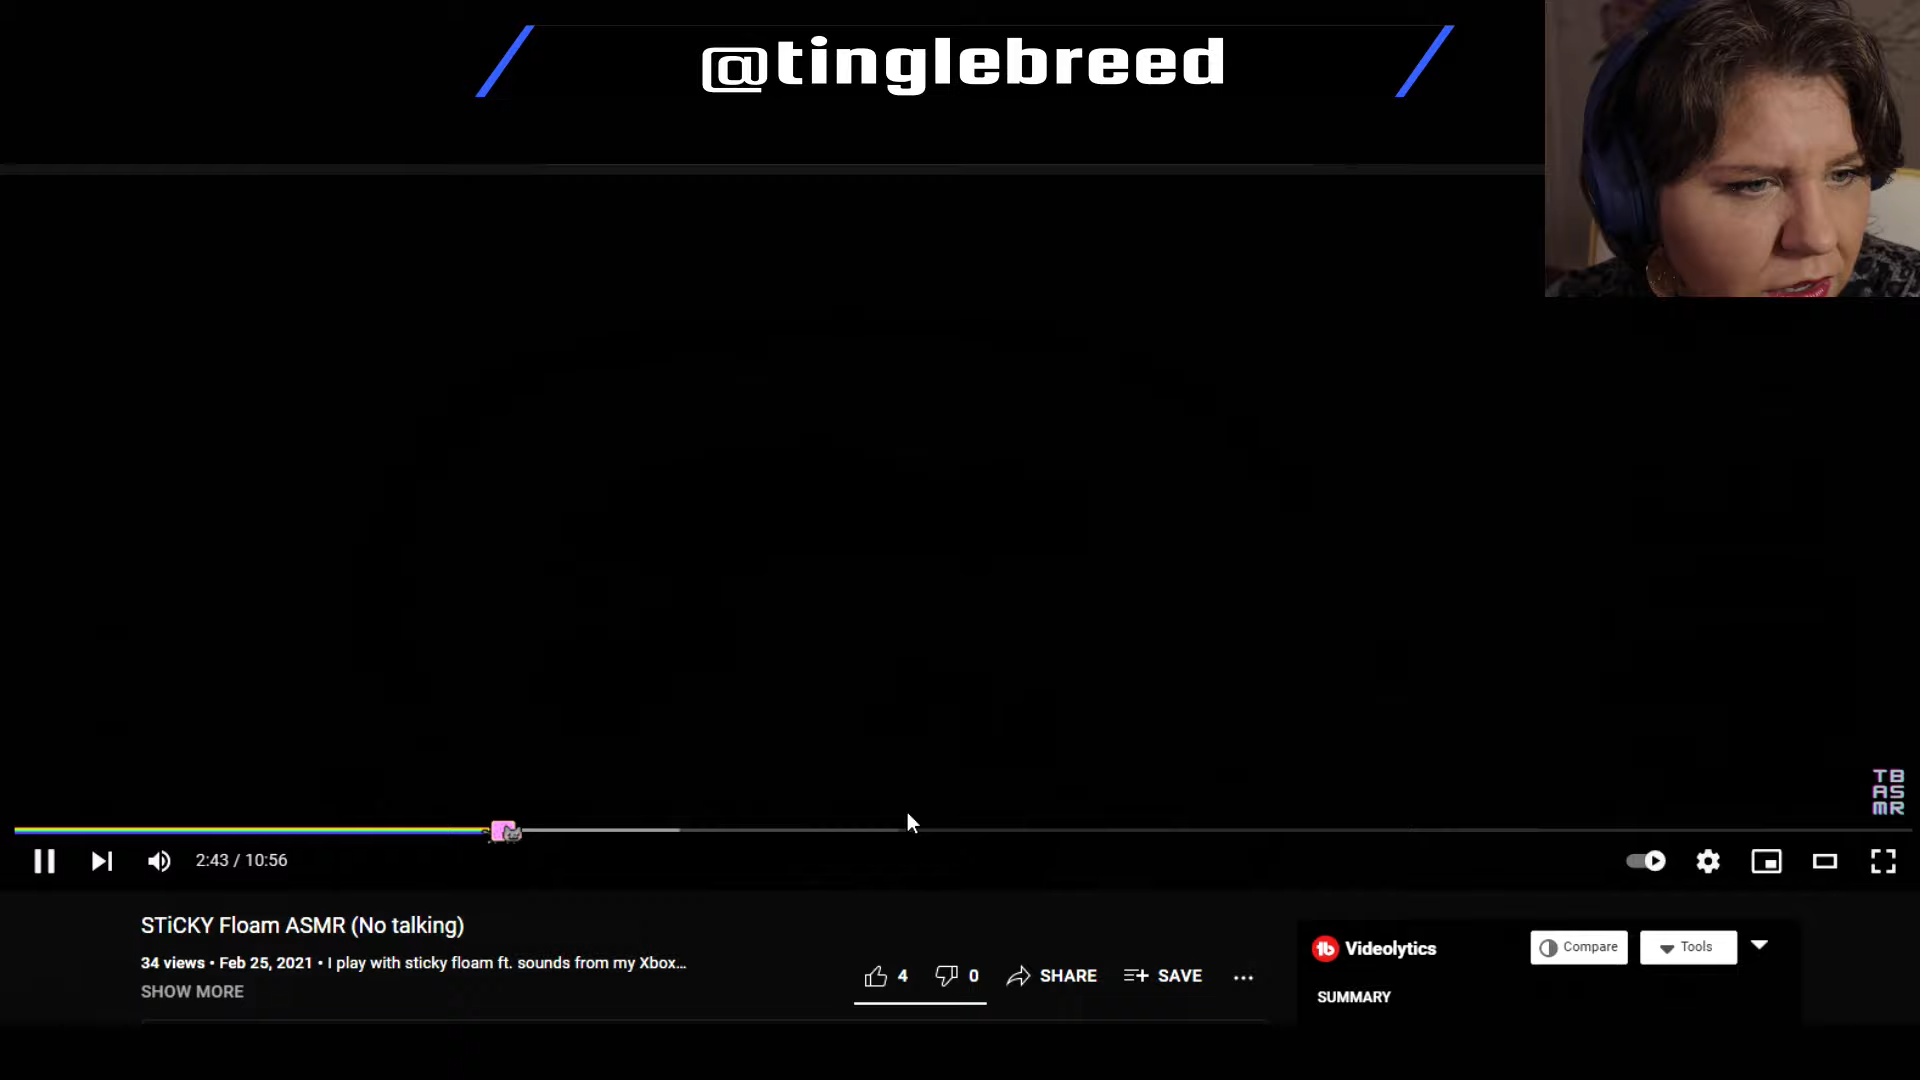 @tinglebreed
TB
AS
MR
2:43 / 10:56
STiCKY Floam ASMR (No talking)
34 views • Feb 25, 2021 • I play with sticky floam ft. sounds from my Xbox...
SHOW MORE
4
0
SHARE
SAVE
...
tb Videolytics
Compare
Tools
SUMMARY